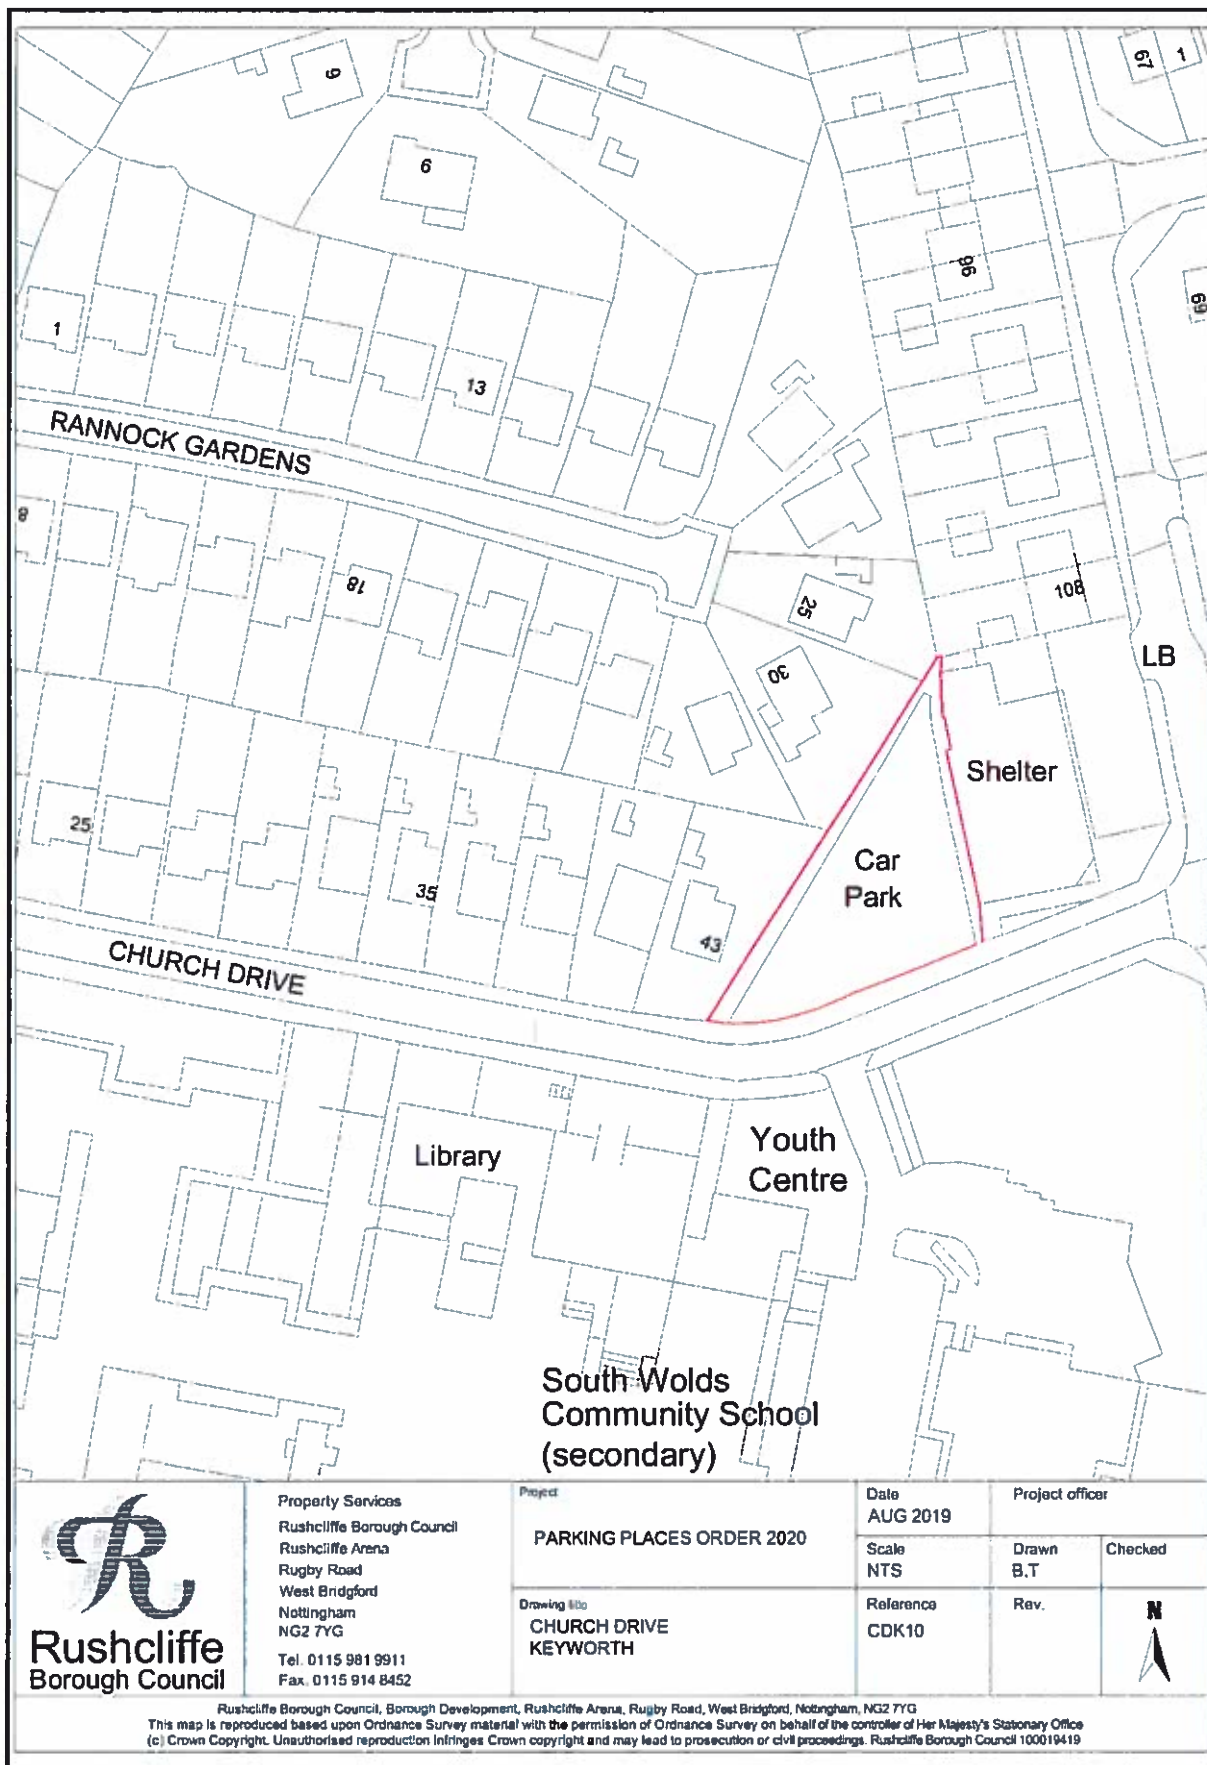 9
67
1
6
96
69
1
13
RANNOCK GARDENS
8
18
25
108
LB
30
Shelter
25
Car
Park
35
43
CHURCH DRIVE
Library
Youth
Centre
South Wolds
Community School
(secondary)
Rushcliffe
Borough Council
Property Services
Rushcliffe Borough Council
Rushcliffe Arena
Rugby Road
West Bridgford
Nottingham
NG2 7YG
Tel. 0115 981 9911
Fax. 0115 914 8452
Project
PARKING PLACES ORDER 2020
Drawing title
CHURCH DRIVE
KEYWORTH
Date
AUG 2019
Project officer
Scale
NTS
Drawn
B.T
Checked
Reference
CDK10
Rev.
N
Rushcliffe Borough Council, Borough Development, Rushcliffe Arena, Rugby Road, West Bridgford, Nottingham, NG2 7YG
This map is reproduced based upon Ordnance Survey material with the permission of Ordnance Survey on behalf of the controller of Her Majesty's Stationary Office
(c) Crown Copyright. Unauthorised reproduction infringes Crown copyright and may lead to prosecution or civil proceedings. Rushcliffe Borough Council 100019419